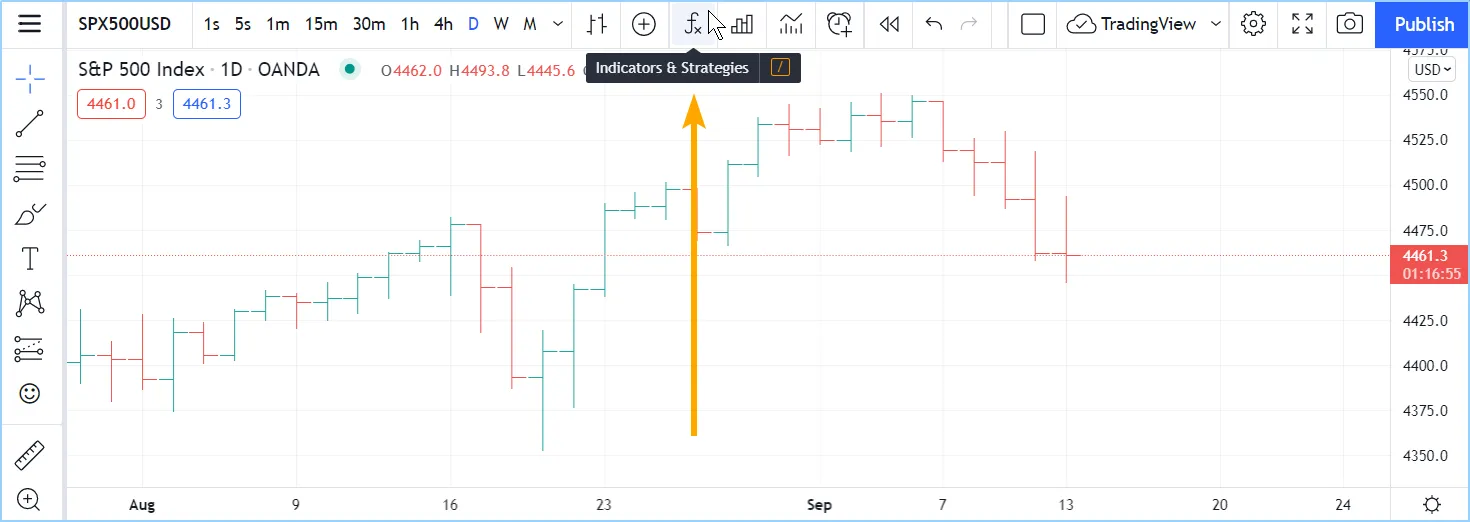 SPX500USD 1s 5s 1m 15m 30m 1h 4h D W M TradingView Publish
Indicators & Strategies /
S&P 500 Index · 1D · OANDA O4462.0 H4493.8 L4445.6
4461.0 3 4461.3
USD
4575.0
4550.0
4525.0
4500.0
4475.0
4461.3
01:16:55
4425.0
4400.0
4375.0
4350.0
Aug 9 16 23 Sep 7 13 20 24